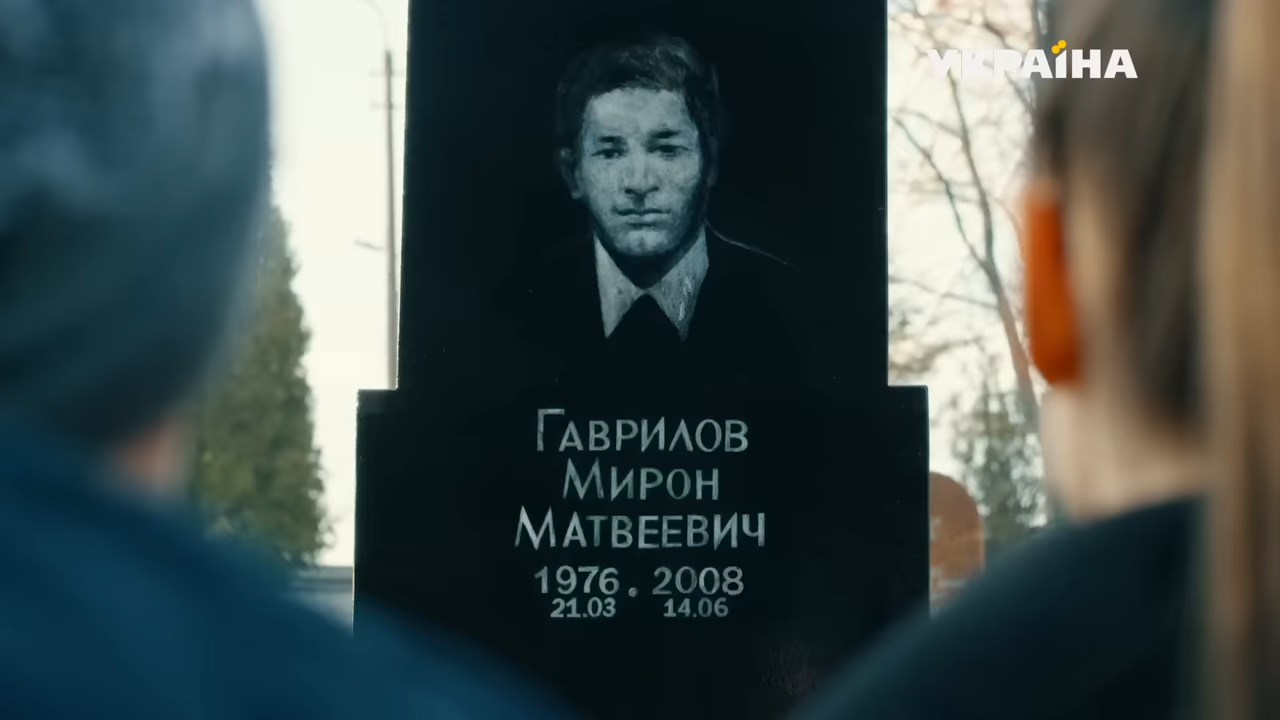 УКРАЇНА
ГАВРИЛОВ
МИРОН
МАТВЕЕВИЧ
1976 . 2008
21.03 14.06